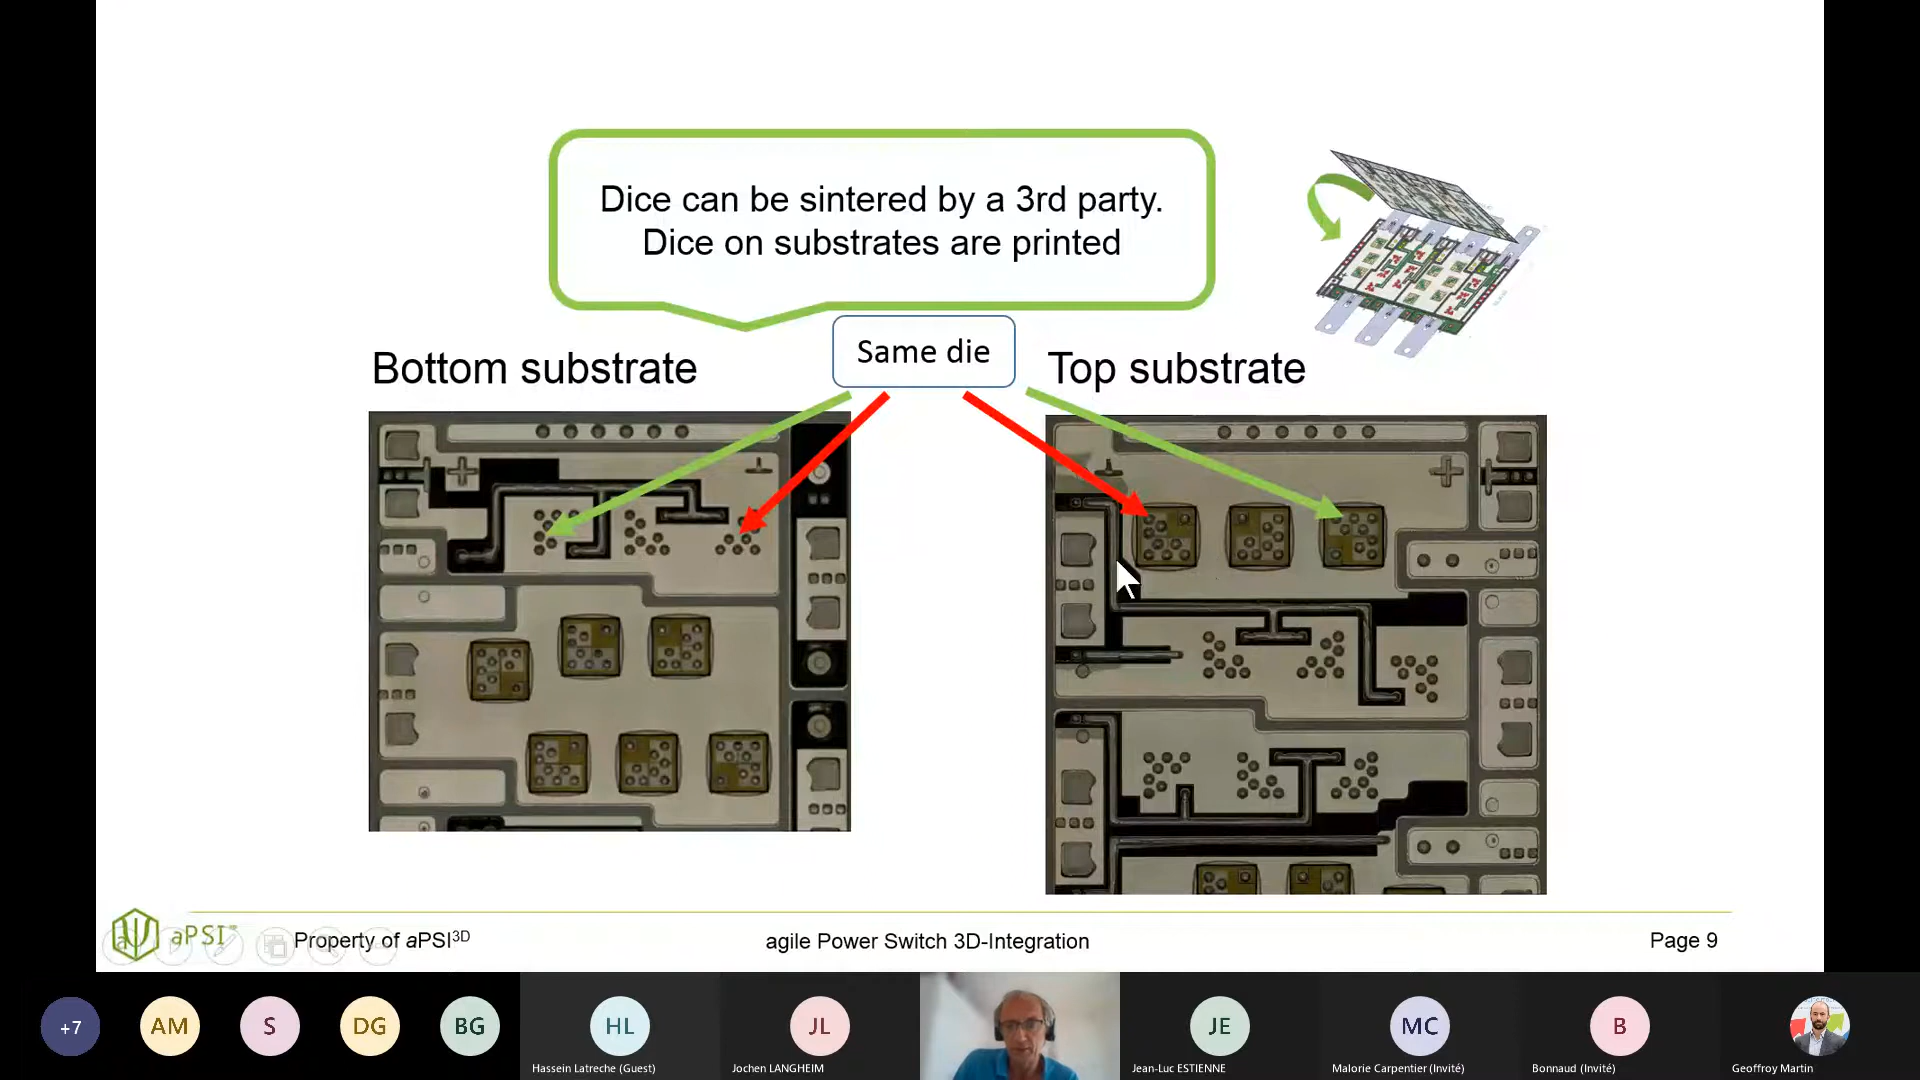 Dice can be sintered by a 3rd party.
Dice on substrates are printed
Same die
Bottom substrate
Top substrate
aPSI
Property of aPSI3D
agile Power Switch 3D-Integration
Page 9
+7
AM
S
DG
BG
HL
JL
JE
MC
B
Hassein Latreche (Guest)
Jochen LANGHEIM
Jean-Luc ESTIENNE
Malorie Carpentier (Invité)
Bonnaud (Invité)
Geoffroy Martin